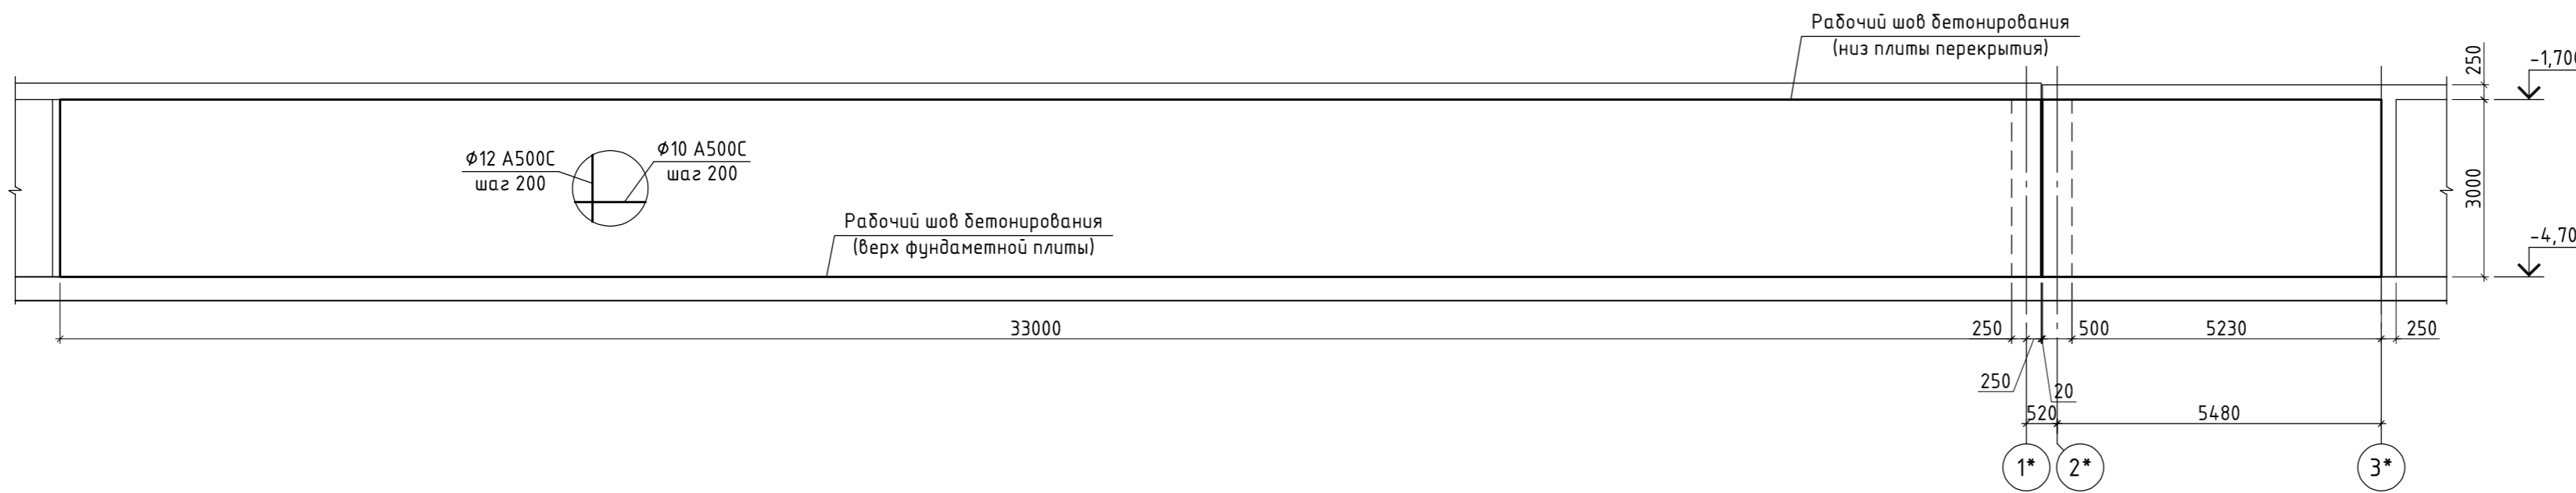 Рабочий шов бетонирования
(низ плиты перекрытия)
250
-1,700
Ø12 А500С
шаг 200
Ø10 А500С
шаг 200
3000
Рабочий шов бетонирования
(верх фундаметной плиты)
-4,70
33000
250
500
5230
250
250
20
520
5480
1*
2*
3*